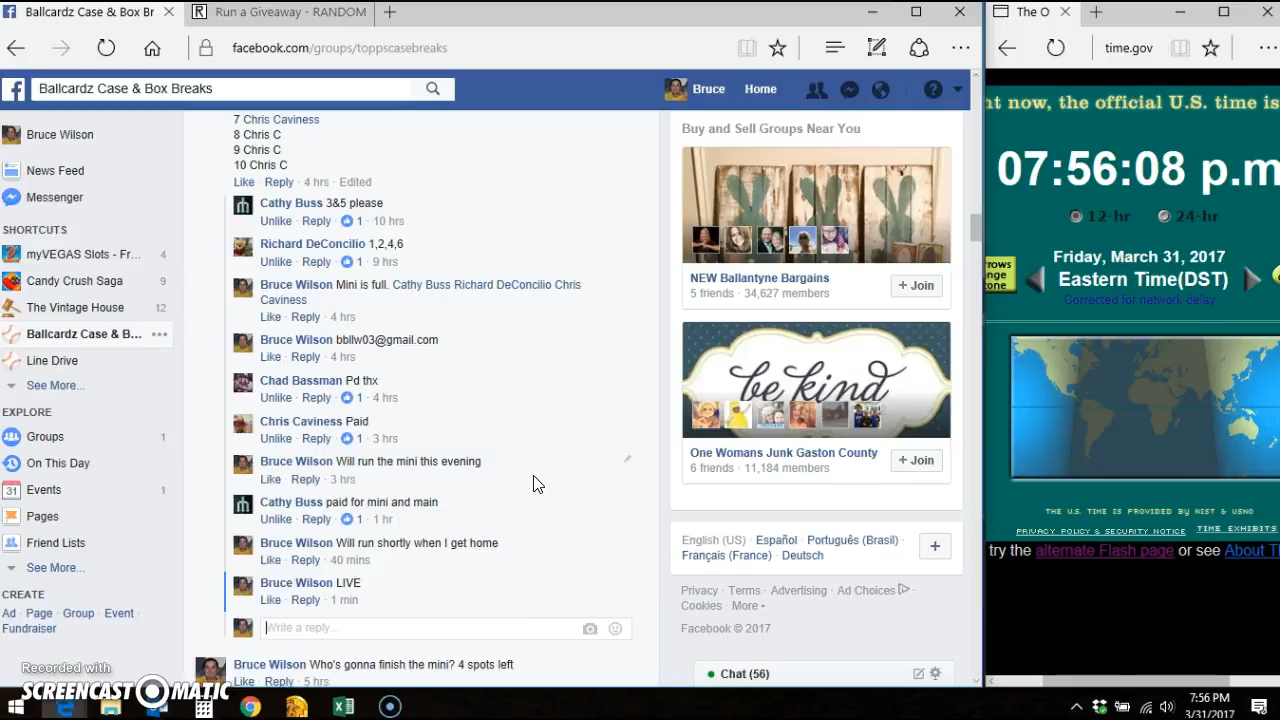 Ballcardz Case & Box Br
Run a Giveaway - RANDOM
The O
facebook.com/groups/toppscasebreaks
time.gov
Ballcardz Case & Box Breaks
Bruce
Home
Bruce Wilson
News Feed
Messenger
SHORTCUTS
myVEGAS Slots - Fr... 4
Candy Crush Saga 9
The Vintage House 12
Ballcardz Case & B...
Line Drive
See More...
EXPLORE
Groups 1
On This Day
31 Events 1
Pages
Friend Lists
See More...
CREATE
Ad · Page · Group · Event ·
Fundraiser
7 Chris Caviness
8 Chris C
9 Chris C
10 Chris C
Like · Reply · 4 hrs · Edited
Cathy Buss 3&5 please
Unlike · Reply · 1 · 10 hrs
Richard DeConcilio 1,2,4,6
Unlike · Reply · 1 · 9 hrs
Bruce Wilson Mini is full. Cathy Buss Richard DeConcilio Chris
Caviness
Like · Reply · 4 hrs
Bruce Wilson bbllw03@gmail.com
Like · Reply · 4 hrs
Chad Bassman Pd thx
Unlike · Reply · 1 · 4 hrs
Chris Caviness Paid
Unlike · Reply · 1 · 3 hrs
Bruce Wilson Will run the mini this evening
Like · Reply · 3 hrs
Cathy Buss paid for mini and main
Unlike · Reply · 1 · 1 hr
Bruce Wilson Will run shortly when I get home
Like · Reply · 40 mins
Bruce Wilson LIVE
Like · Reply · 1 min
Write a reply...
Bruce Wilson Who's gonna finish the mini? 4 spots left
Like · Reply · 5 hrs
Buy and Sell Groups Near You
NEW Ballantyne Bargains
5 friends · 34,627 members
+ Join
be kind
One Womans Junk Gaston County
6 friends · 11,184 members
+ Join
English (US) · Español · Português (Brasil) ·
Français (France) · Deutsch
+
Privacy · Terms · Advertising · Ad Choices ·
Cookies · More
Facebook © 2017
Chat (56)
ht now, the official U.S. time is
07:56:08 p.m
12-hr 24-hr
Friday, March 31, 2017
rrows
nge
zone
Eastern Time(DST)
Corrected for network delay
THE U.S. TIME IS PROVIDED BY NIST & USNO
PRIVACY POLICY & SECURITY NOTICE TIME EXHIBITS
try the alternate Flash page or see About T
Recorded with
SCREENCAST MATIC
7:56 PM
3/31/2017